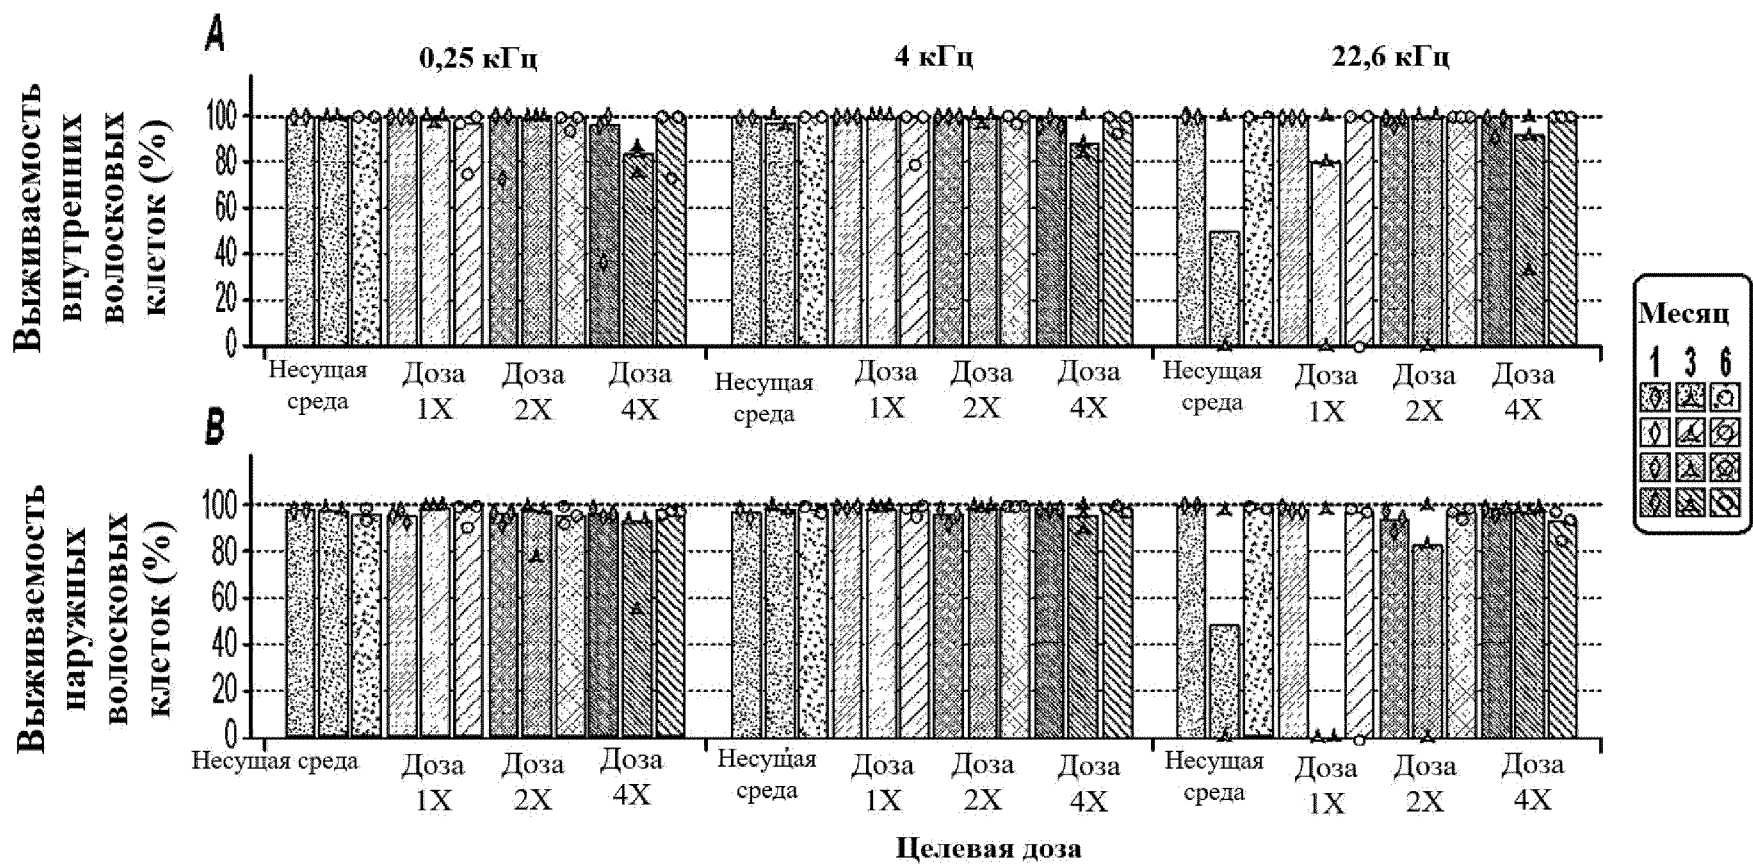 A
0,25 кГц
4 кГц
22,6 кГц
Выживаемость
внутренних
волосковых
клеток (%)
100
80
60
40
20
0
Несущая
среда
Доза
1X
Доза
2X
Доза
4X
Несущая
среда
Доза
1X
Доза
2X
Доза
4X
Несущая
среда
Доза
1X
Доза
2X
Доза
4X
Месяц
1 3 6
B
Выживаемость
наружных
волосковых
клеток (%)
100
80
60
40
20
0
Несущая среда
Доза
1X
Доза
2X
Доза
4X
Несущая
среда
Доза
1X
Доза
2X
Доза
4X
Несущая
среда
Доза
1X
Доза
2X
Доза
4X
Целевая доза